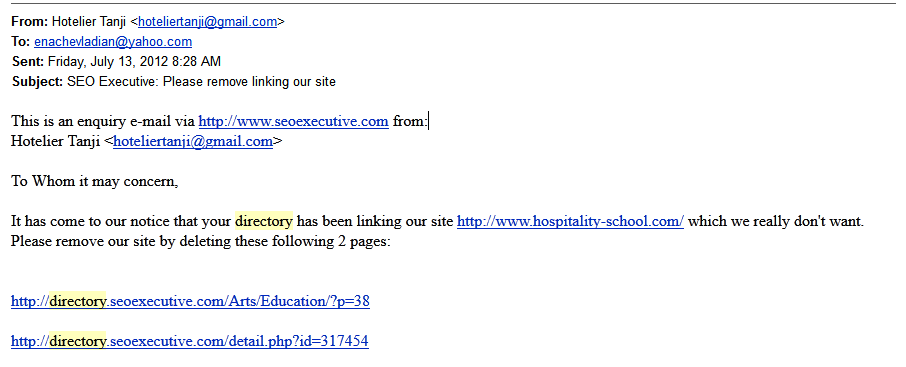 From: Hotelier Tanji <hoteliertanji@gmail.com>
To: enachevladian@yahoo.com
Sent: Friday, July 13, 2012 8:28 AM
Subject: SEO Executive: Please remove linking our site
This is an enquiry e-mail via http://www.seoexecutive.com from:
Hotelier Tanji <hoteliertanji@gmail.com>
To Whom it may concern,
It has come to our notice that your directory has been linking our site http://www.hospitality-school.com/ which we really don't want.
Please remove our site by deleting these following 2 pages:
http://directory.seoexecutive.com/Arts/Education/?p=38
http://directory.seoexecutive.com/detail.php?id=317454